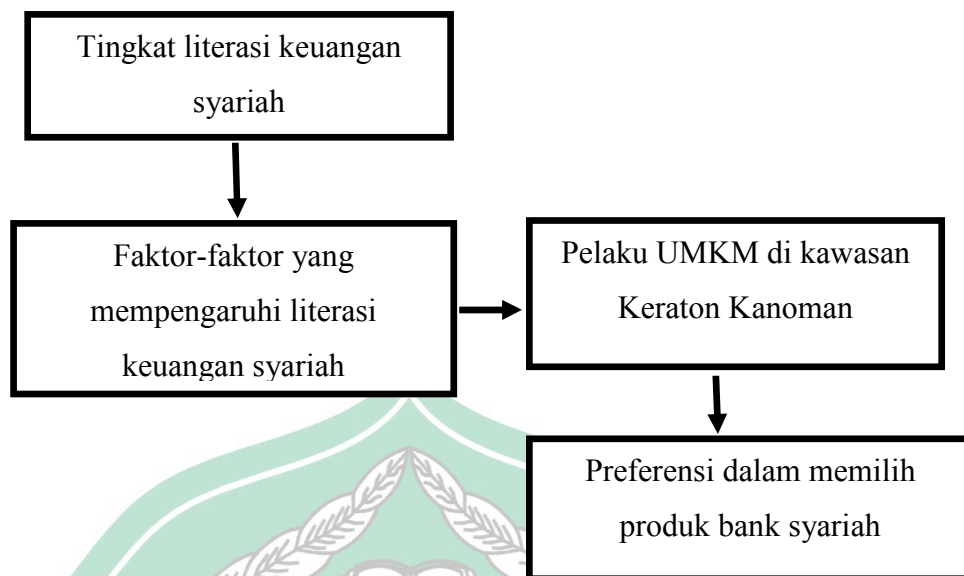 Tingkat literasi keuangan
syariah
Faktor-faktor yang
mempengaruhi literasi
keuangan syariah
Pelaku UMKM di kawasan
Keraton Kanoman
Preferensi dalam memilih
produk bank syariah